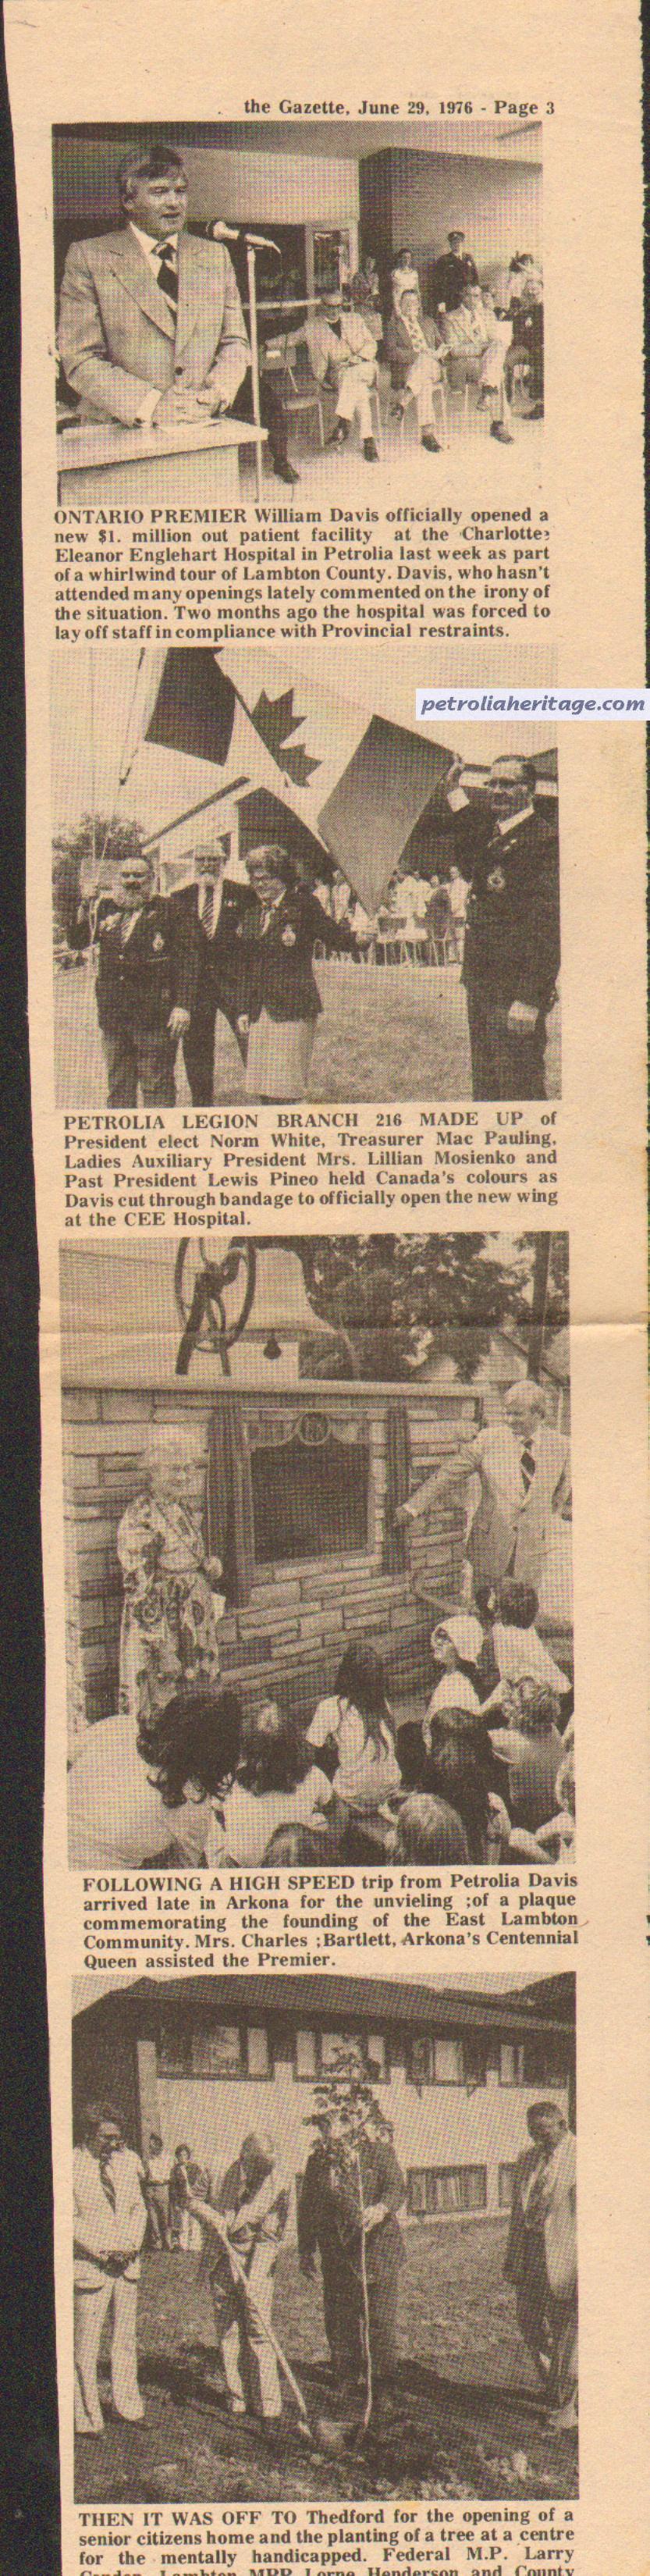 the Gazette, June 29, 1976 - Page 3
ONTARIO PREMIER William Davis officially opened a
new $1. million out patient facility at the Charlotte
Eleanor Englehart Hospital in Petrolia last week as part
of a whirlwind tour of Lambton County. Davis, who hasn't
attended many openings lately commented on the irony of
the situation. Two months ago the hospital was forced to
lay off staff in compliance with Provincial restraints.
petroliaheritage.com
PETROLIA LEGION BRANCH 216 MADE UP of
President elect Norm White, Treasurer Mac Pauling,
Ladies Auxiliary President Mrs. Lillian Mosienko and
Past President Lewis Pineo held Canada's colours as
Davis cut through bandage to officially open the new wing
at the CEE Hospital.
FOLLOWING A HIGH SPEED trip from Petrolia Davis
arrived late in Arkona for the unvieling ;of a plaque
commemorating the founding of the East Lambton
Community. Mrs. Charles ;Bartlett, Arkona's Centennial
Queen assisted the Premier.
THEN IT WAS OFF TO Thedford for the opening of a
senior citizens home and the planting of a tree at a centre
for the mentally handicapped. Federal M.P. Larry
Lambton MPP Lorne Henderson and County